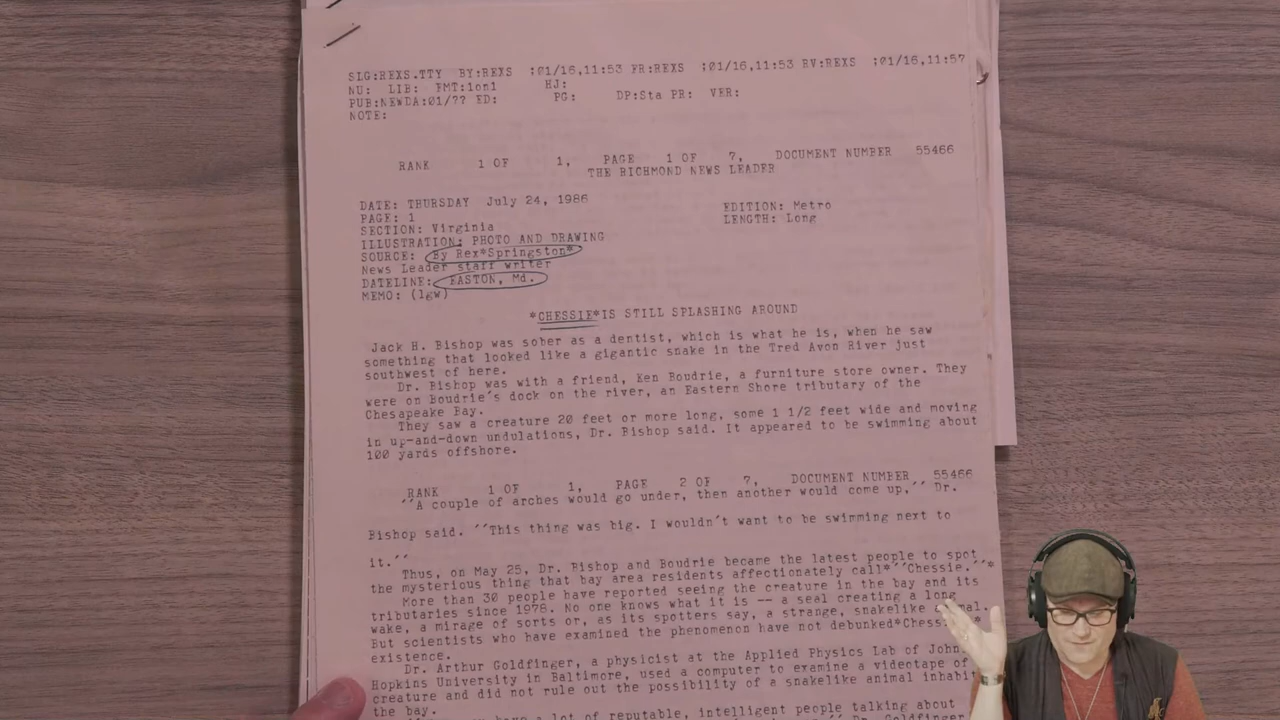 SLG:REXS.TTY BY:REXS ;01/16,11:53 FR:REXS ;01/16,11:53 RV:REXS ;01/16,11:57
NU: LIB: FMT:1on1 HJ:
PUB:NEWDA:01/?? ED: PG: DP:Sta PR: VER:
NOTE:
RANK 1 OF 1, PAGE 1 OF 7, DOCUMENT NUMBER 55466
THE RICHMOND NEWS LEADER
DATE: THURSDAY July 24, 1986
PAGE: 1 EDITION: Metro
SECTION: Virginia LENGTH: Long
ILLUSTRATION: PHOTO AND DRAWING
SOURCE: By Rex*Springston*
News Leader staff writer
DATELINE: EASTON, Md.
MEMO: (lgw)
*CHESSIE*IS STILL SPLASHING AROUND
Jack H. Bishop was sober as a dentist, which is what he is, when he saw
something that looked like a gigantic snake in the Tred Avon River just
southwest of here.
Dr. Bishop was with a friend, Ken Boudrie, a furniture store owner. They
were on Boudrie's dock on the river, an Eastern Shore tributary of the
Chesapeake Bay.
They saw a creature 20 feet or more long, some 1 1/2 feet wide and moving
in up-and-down undulations, Dr. Bishop said. It appeared to be swimming about
100 yards offshore.
RANK 1 OF 1, PAGE 2 OF 7, DOCUMENT NUMBER 55466
''A couple of arches would go under, then another would come up,'' Dr.
Bishop said. ''This thing was big. I wouldn't want to be swimming next to
it.''
Thus, on May 25, Dr. Bishop and Boudrie became the latest people to spot
the mysterious thing that bay area residents affectionately call*''Chessie.''*
More than 30 people have reported seeing the creature in the bay and its
tributaries since 1978. No one knows what it is -- a seal creating a long
wake, a mirage of sorts or, as its spotters say, a strange, snakelike
But scientists who have examined the phenomenon have not debunked
existence.
Dr. Arthur Goldfinger, a physicist at the Applied Physics Lab of John
Hopkins University in Baltimore, used a computer to examine a videotape of
creature and did not rule out the possibility of a snakelike animal inhabit
the bay.
have a lot of reputable, intelligent people talking about